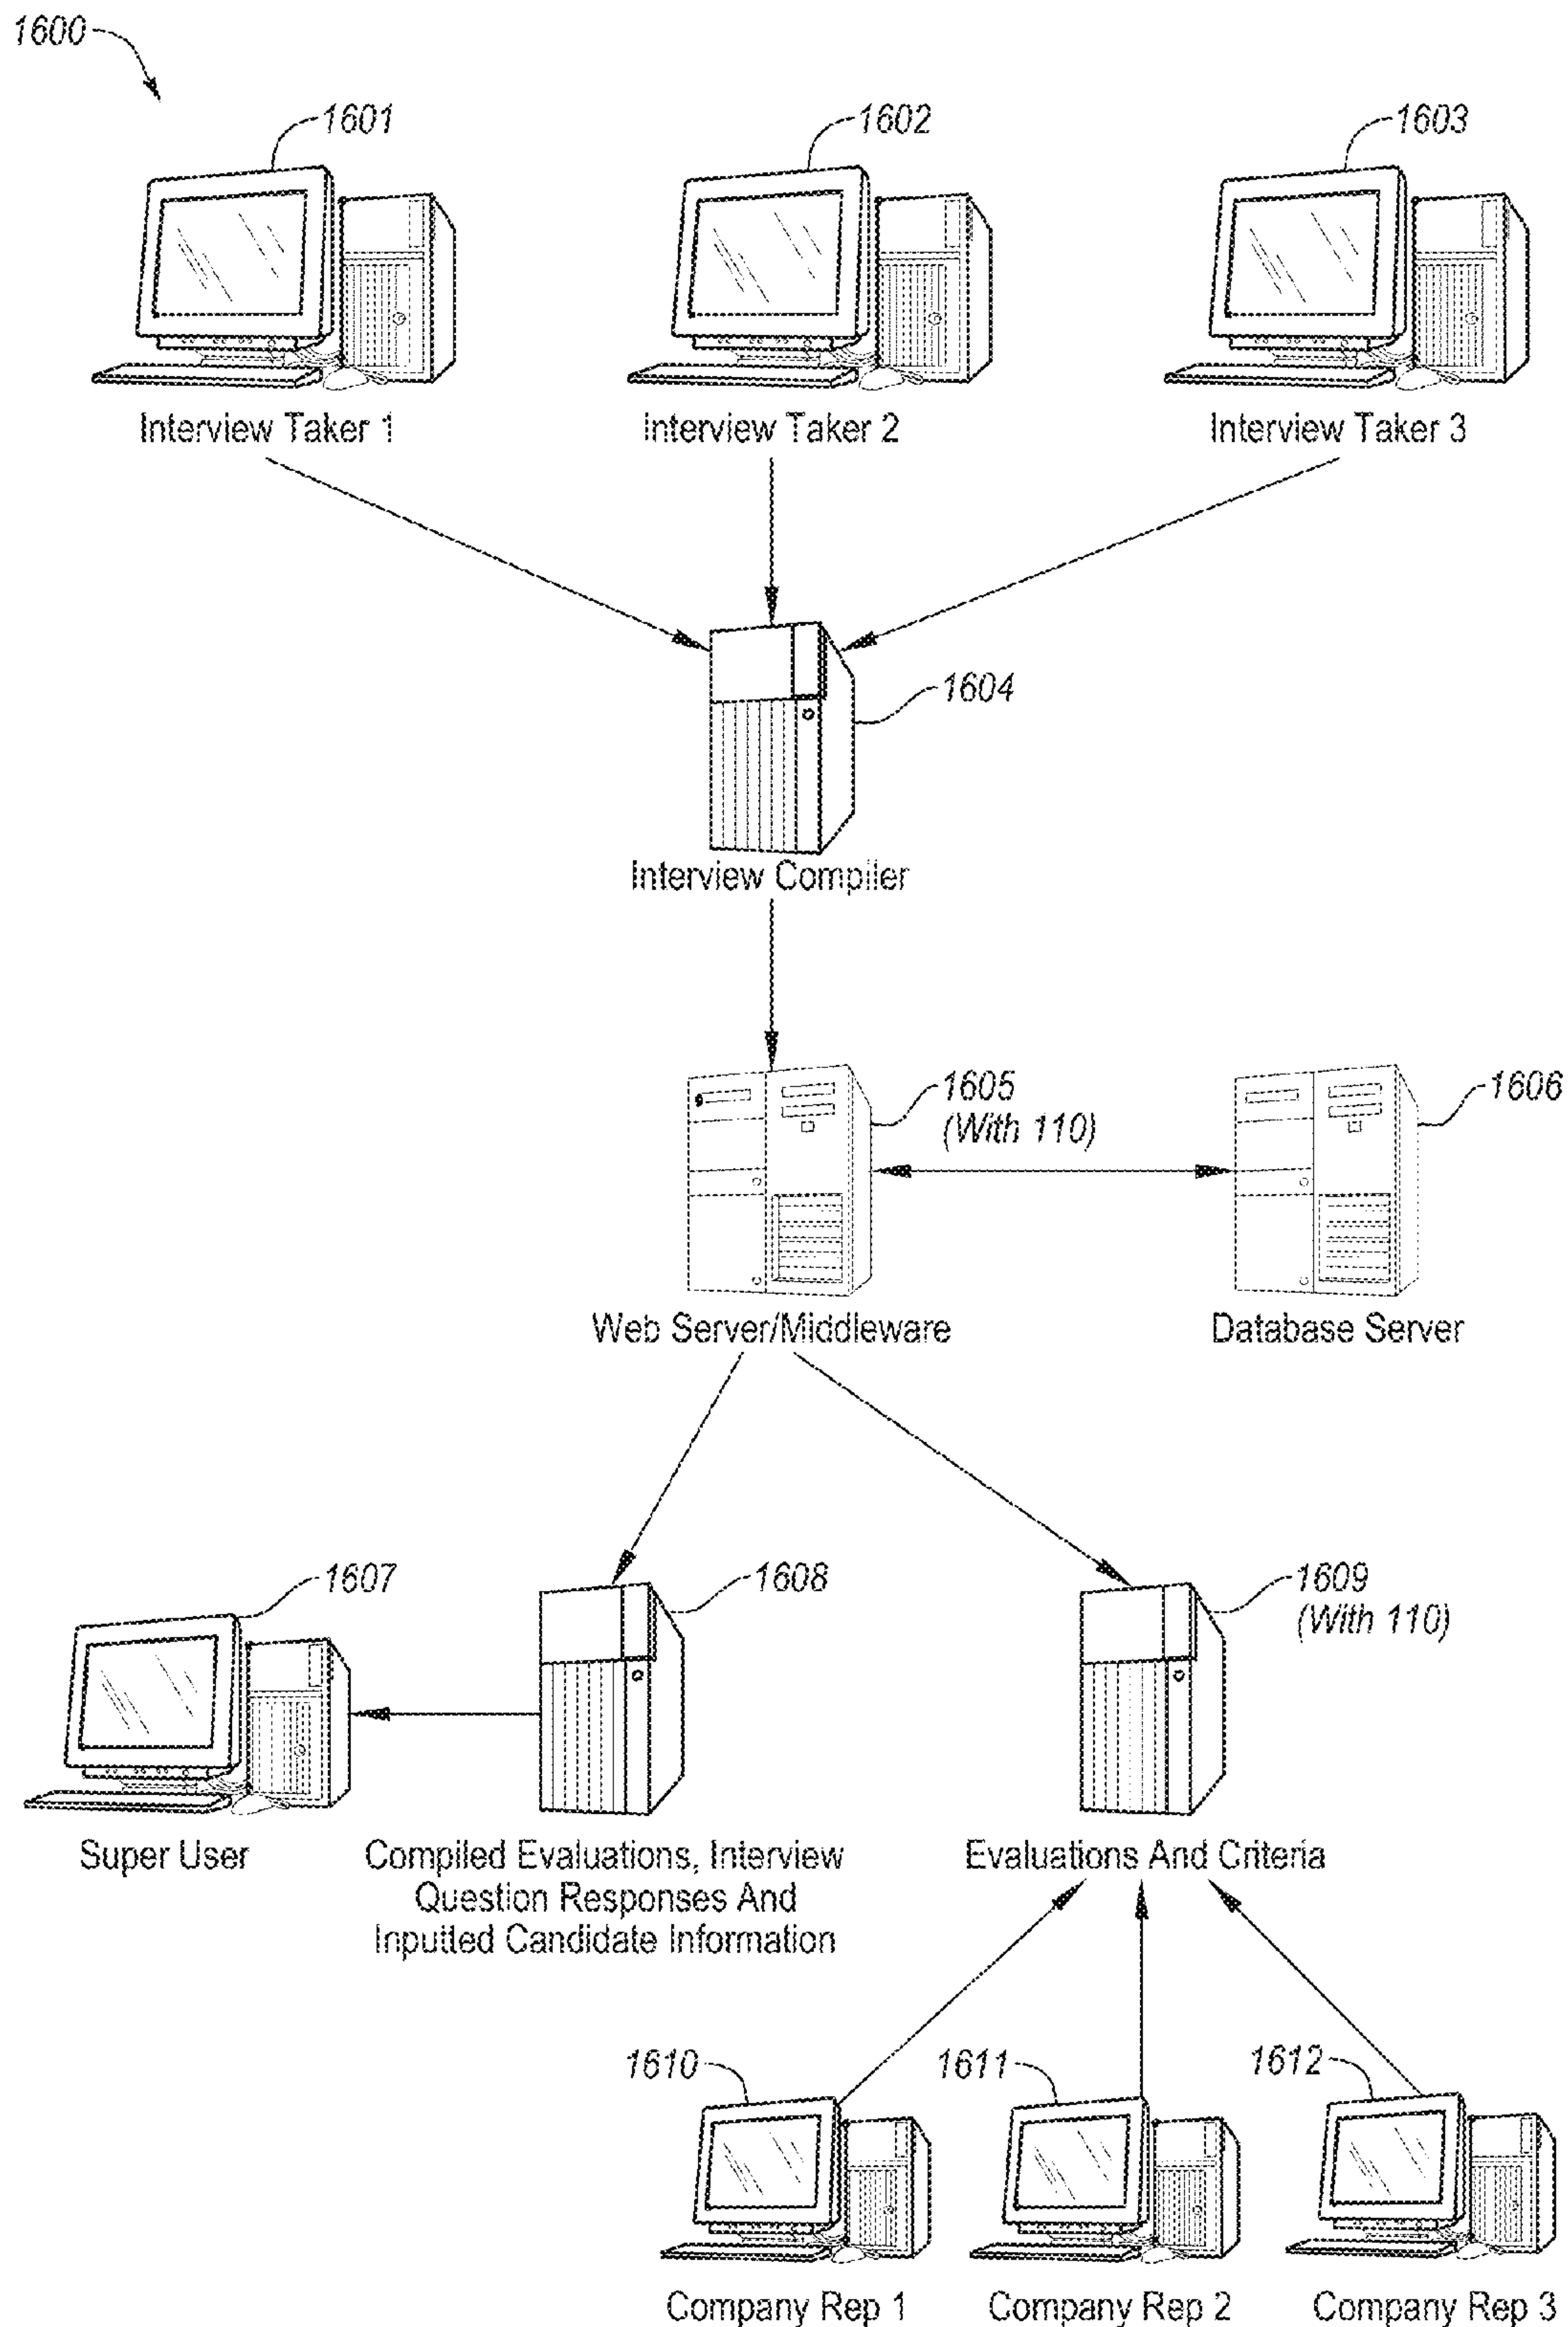 1600
1601
1602
1603
Interview Taker 1
Interview Taker 2
Interview Taker 3
1604
Interview Compiler
1605
(With 110)
1606
Web Server/Middleware
Database Server
1607
1608
1609
(With 110)
Super User
Compiled Evaluations, Interview
Question Responses And
Inputted Candidate Information
Evaluations And Criteria
1610
1611
1612
Company Rep 1
Company Rep 2
Company Rep 3